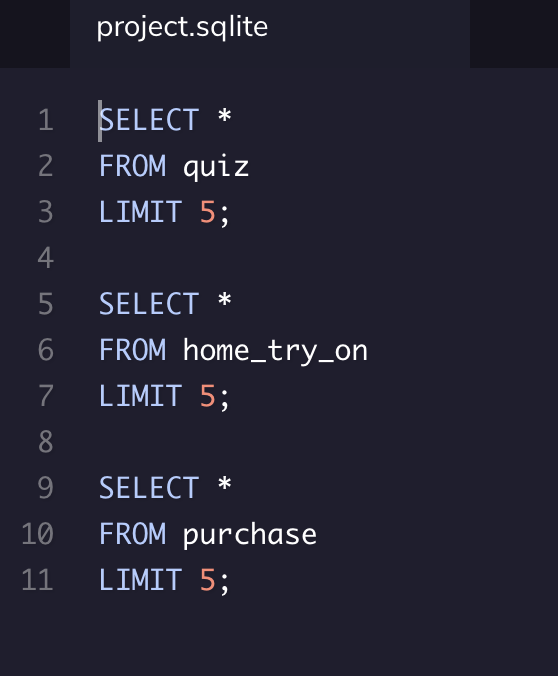 project.sqlite
1 SELECT *
2 FROM quiz
3 LIMIT 5;
4
5 SELECT *
6 FROM home_try_on
7 LIMIT 5;
8
9 SELECT *
10 FROM purchase
11 LIMIT 5;